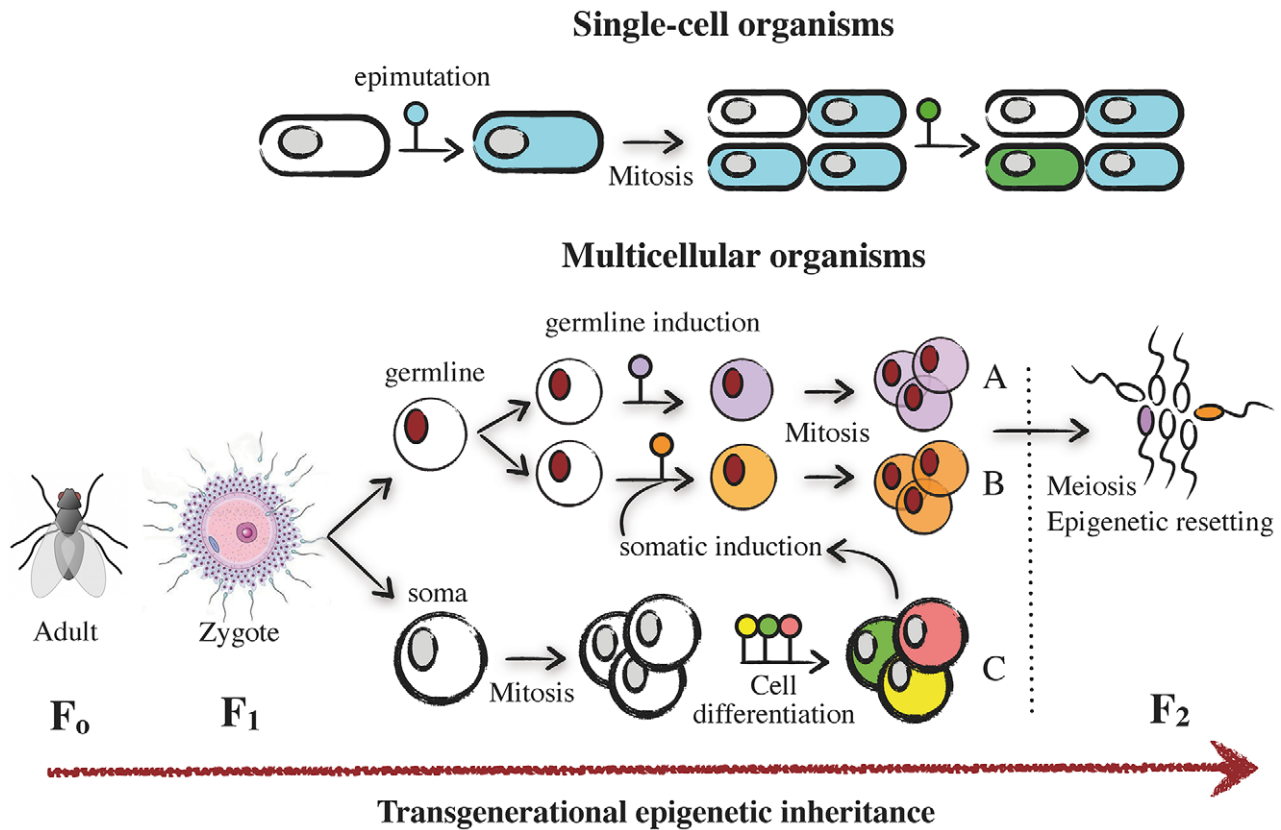 Single-cell organisms
epimutation
Mitosis
Multicellular organisms
germline induction
germline
A
Mitosis
B
Meiosis
Epigenetic resetting
somatic induction
soma
Adult
Zygote
Mitosis
Cell
differentiation
C
Fo
F1
F2
Transgenerational epigenetic inheritance